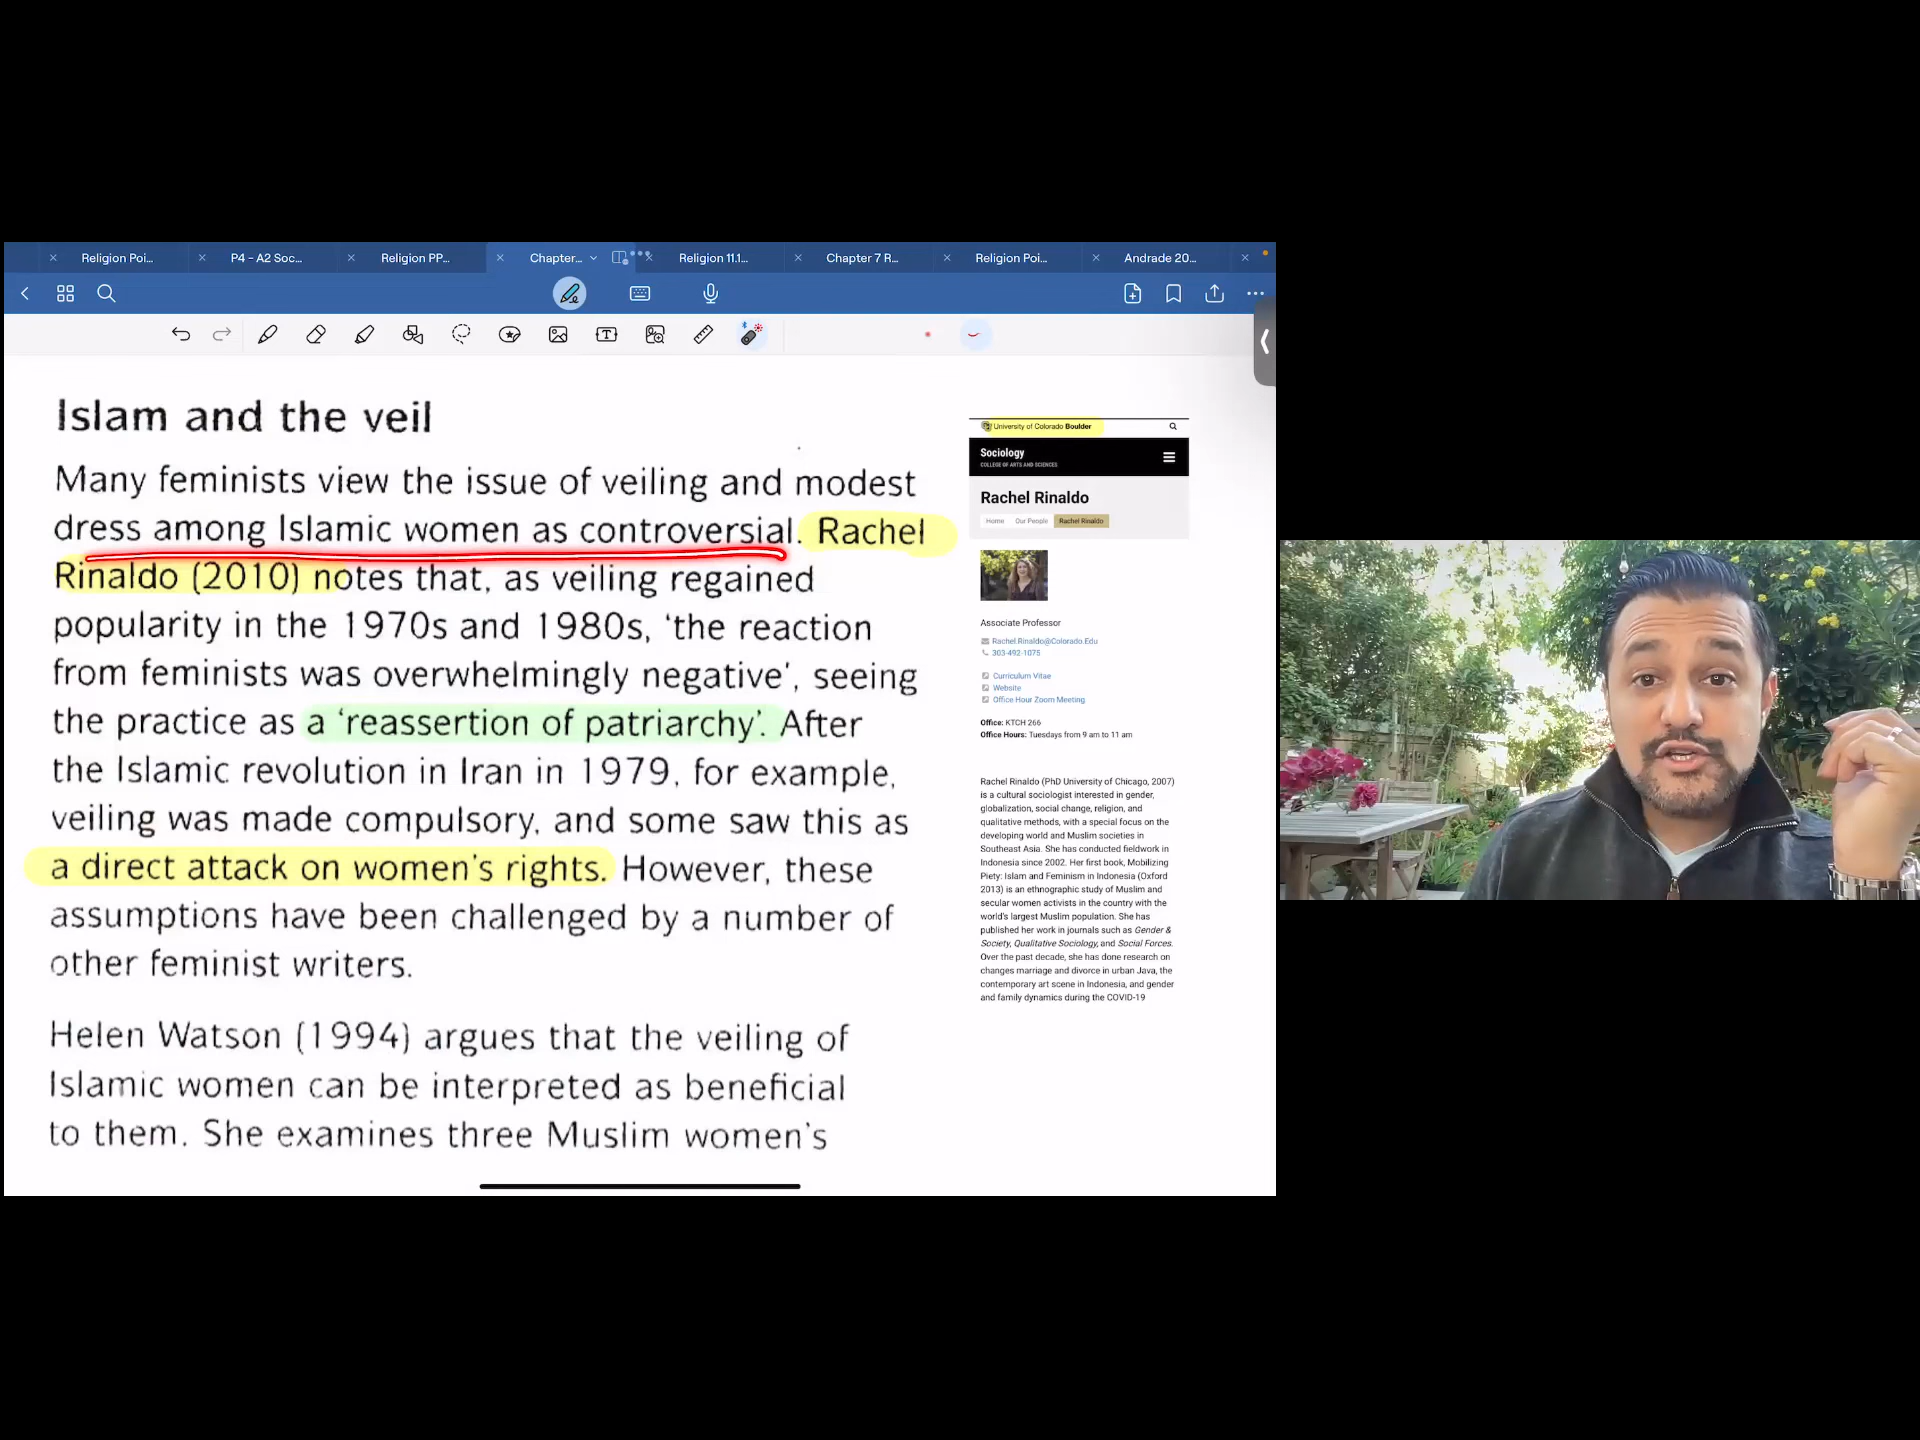 Religion Poi...
P4 - A2 Soc...
Religion PP...
Chapter...
Religion 11.1...
Chapter 7 R...
Religion Poi...
Andrade 20...
Islam and the veil
Many feminists view the issue of veiling and modest
dress among Islamic women as controversial. Rachel
Rinaldo (2010) notes that, as veiling regained
popularity in the 1970s and 1980s, ‘the reaction
from feminists was overwhelmingly negative’, seeing
the practice as a ‘reassertion of patriarchy’. After
the Islamic revolution in Iran in 1979, for example,
veiling was made compulsory, and some saw this as
a direct attack on women's rights. However, these
assumptions have been challenged by a number of
other feminist writers.
Helen Watson (1994) argues that the veiling of
Islamic women can be interpreted as beneficial
to them. She examines three Muslim women's
University of Colorado Boulder
Sociology
COLLEGE OF ARTS AND SCIENCES
Rachel Rinaldo
Home Our People Rachel Rinaldo
Associate Professor
Rachel.Rinaldo@Colorado.Edu
303-492-1075
Curriculum Vitae
Website
Office Hour Zoom Meeting
Office: KTCH 266
Office Hours: Tuesdays from 9 am to 11 am
Rachel Rinaldo (PhD University of Chicago, 2007)
is a cultural sociologist interested in gender,
globalization, social change, religion, and
qualitative methods, with a special focus on the
developing world and Muslim societies in
Southeast Asia. She has conducted fieldwork in
Indonesia since 2002. Her first book, Mobilizing
Piety: Islam and Feminism in Indonesia (Oxford
2013) is an ethnographic study of Muslim and
secular women activists in the country with the
world's largest Muslim population. She has
published her work in journals such as Gender &
Society, Qualitative Sociology, and Social Forces.
Over the past decade, she has done research on
changes marriage and divorce in urban Java, the
contemporary art scene in Indonesia, and gender
and family dynamics during the COVID-19